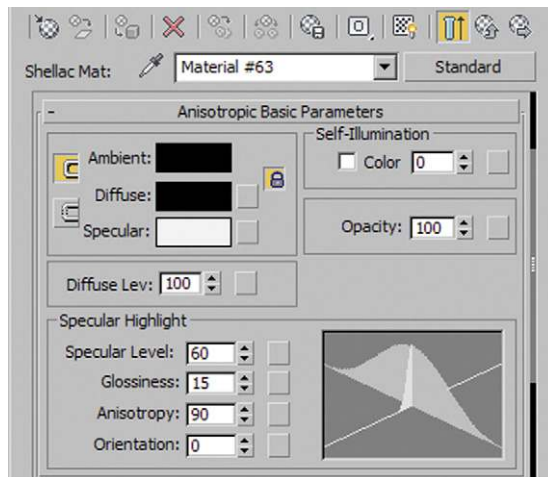 Shellac Mat: Material #63 Standard
- Anisotropic Basic Parameters
Self-Illumination
Ambient:
Color 0
Diffuse:
Specular:
Opacity: 100
Diffuse Lev: 100
Specular Highlight
Specular Level: 60
Glossiness: 15
Anisotropy: 90
Orientation: 0